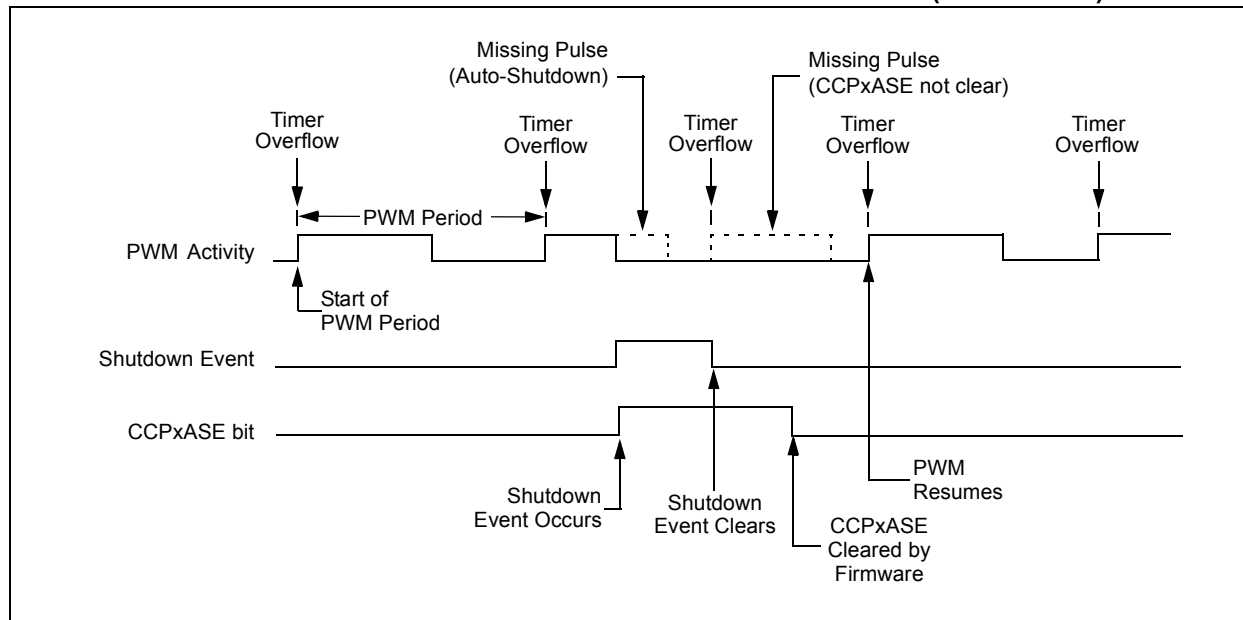 Missing Pulse
(Auto-Shutdown)
Missing Pulse
(CCPxASE not clear)
Timer
Overflow
Timer
Overflow
Timer
Overflow
Timer
Overflow
Timer
Overflow
PWM Period
PWM Activity
Start of
PWM Period
Shutdown Event
CCPxASE bit
Shutdown
Event Occurs
Shutdown
Event Clears
CCPxASE
Cleared by
Firmware
PWM
Resumes